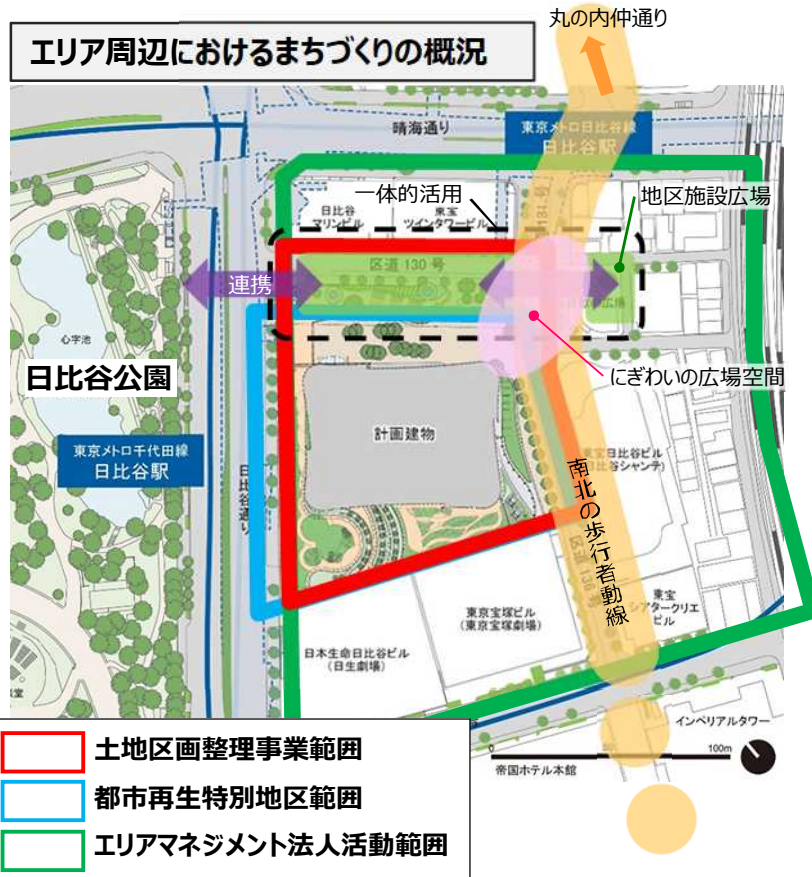 丸の内仲通り
エリア周辺におけるまちづくりの概況
晴海通り
東京メトロ日比谷線
日比谷駅
日比谷
マリンビル
東宝
ツインタワービル
一体的活用
地区施設広場
区道 130 号
連携
広場
心字池
日比谷公園
にぎわいの広場空間
計画建物
東京メトロ千代田線
日比谷駅
日比谷通り
東宝日比谷ビル
(日比谷シャンテ)
南北の歩行者動線
東京宝塚ビル
(東京宝塚劇場)
東宝
シアタークリエ
ビル
日本生命日比谷ビル
(日生劇場)
インペリアルタワー
0
100m
帝国ホテル本館
土地区画整理事業範囲
都市再生特別地区範囲
エリアマネジメント法人活動範囲